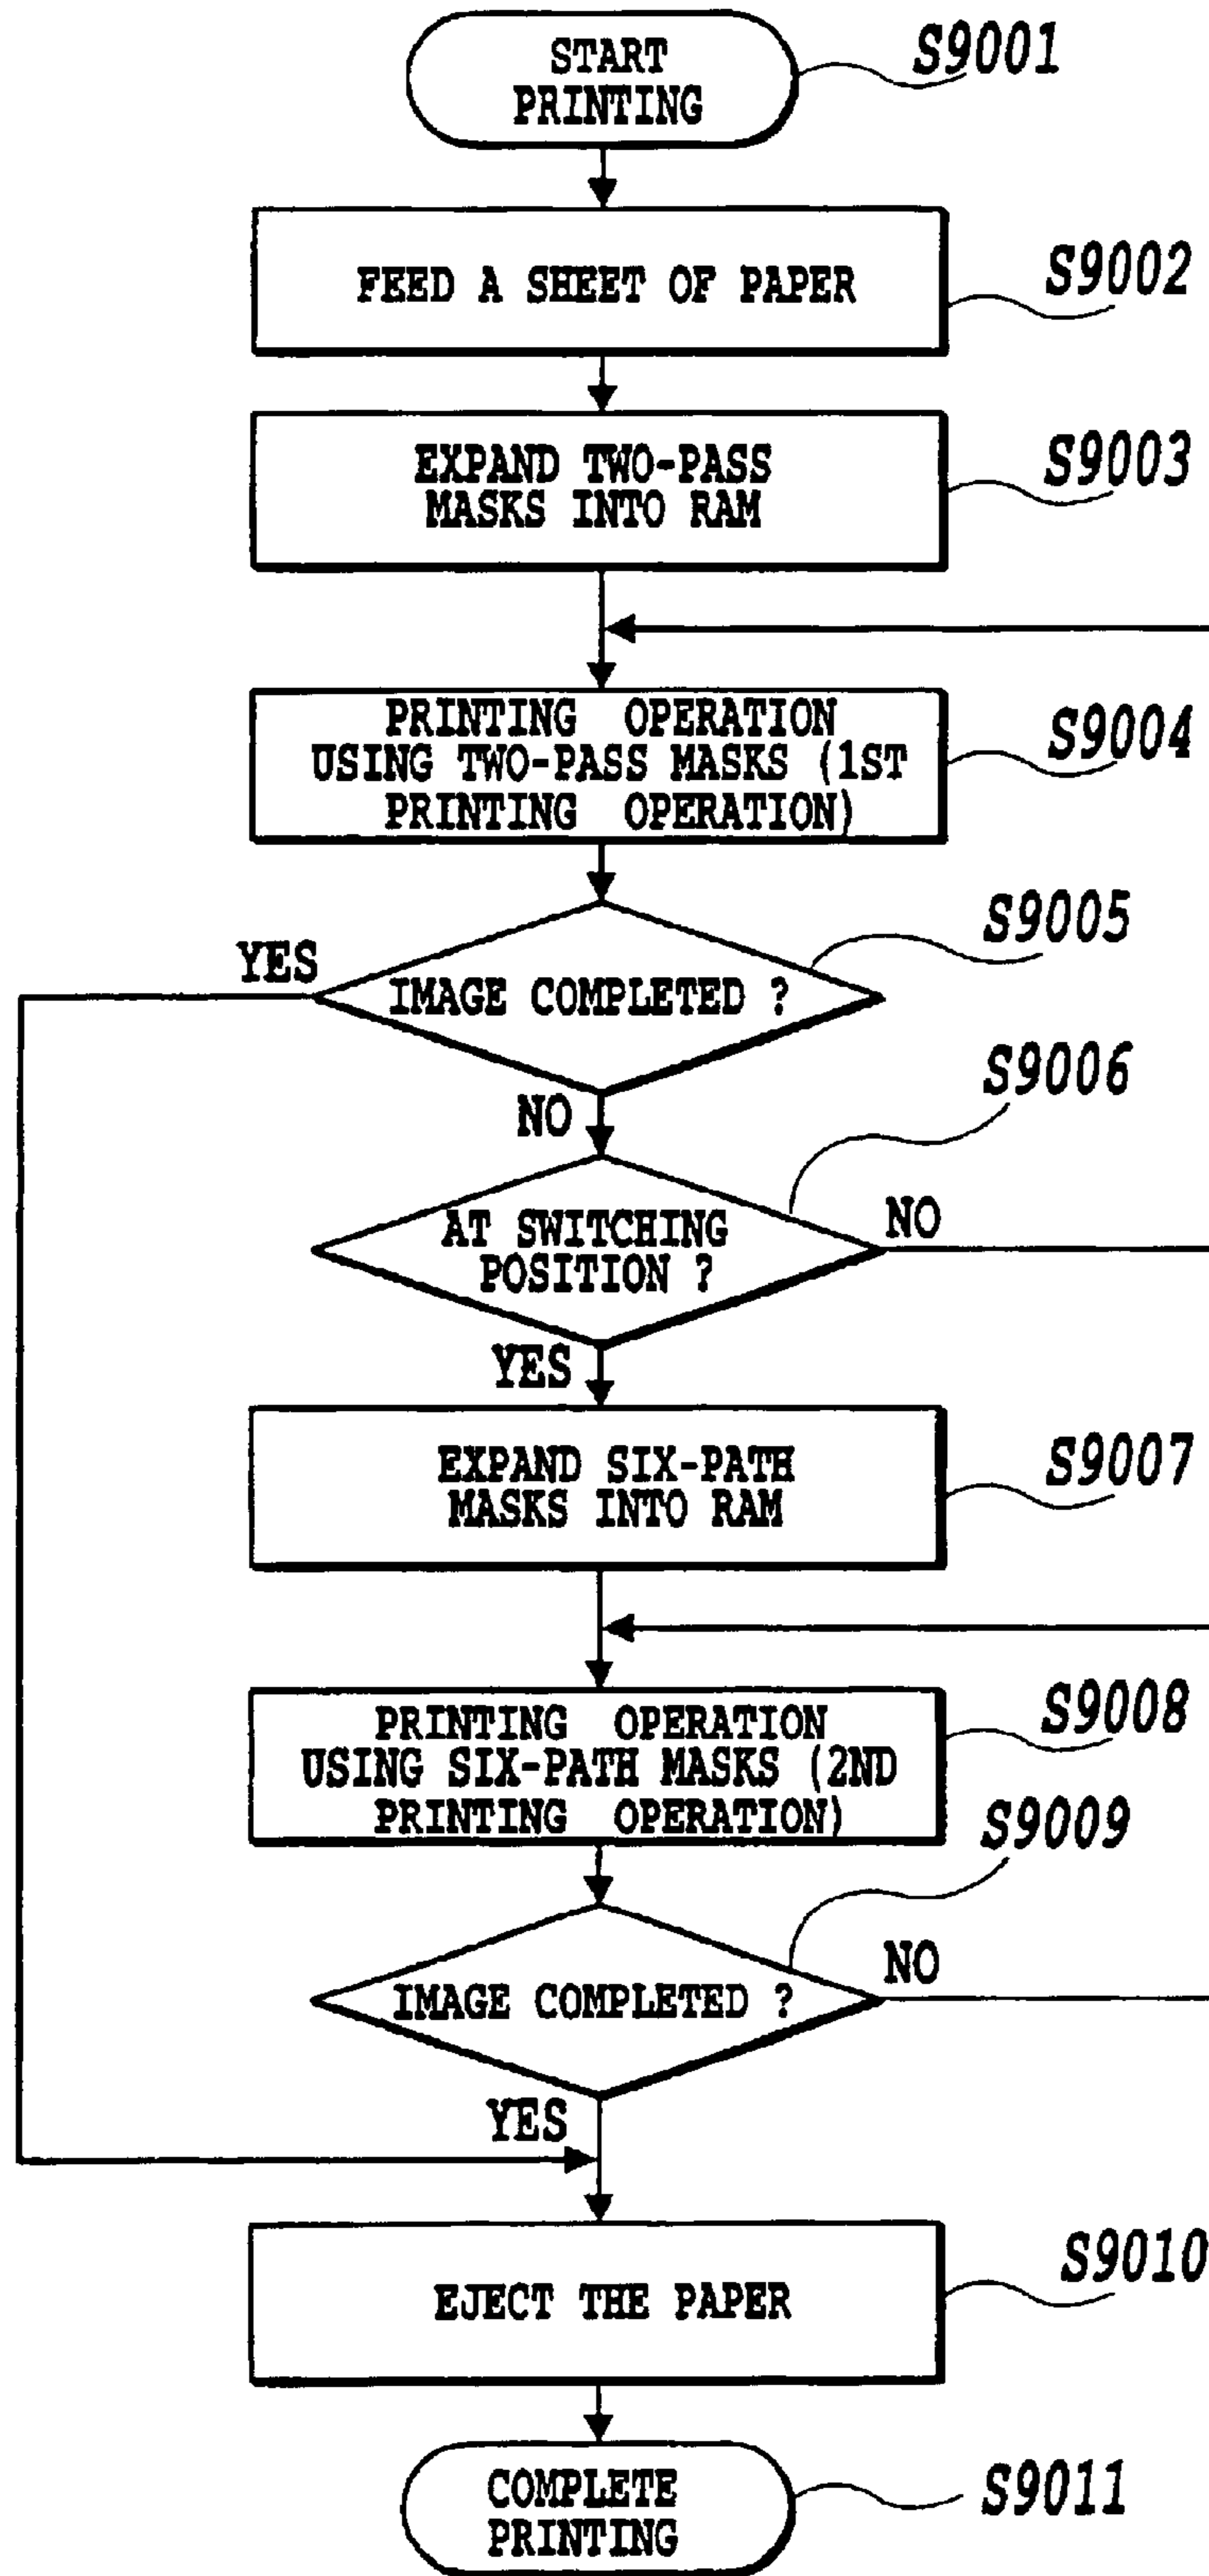 START
PRINTING
S9001
FEED A SHEET OF PAPER
S9002
EXPAND TWO-PASS
MASKS INTO RAM
S9003
PRINTING OPERATION
USING TWO-PASS MASKS (1ST
PRINTING OPERATION)
S9004
IMAGE COMPLETED ?
S9005
YES
NO
AT SWITCHING
POSITION ?
S9006
NO
YES
EXPAND SIX-PATH
MASKS INTO RAM
S9007
PRINTING OPERATION
USING SIX-PATH MASKS (2ND
PRINTING OPERATION)
S9008
IMAGE COMPLETED ?
S9009
NO
YES
EJECT THE PAPER
S9010
COMPLETE
PRINTING
S9011